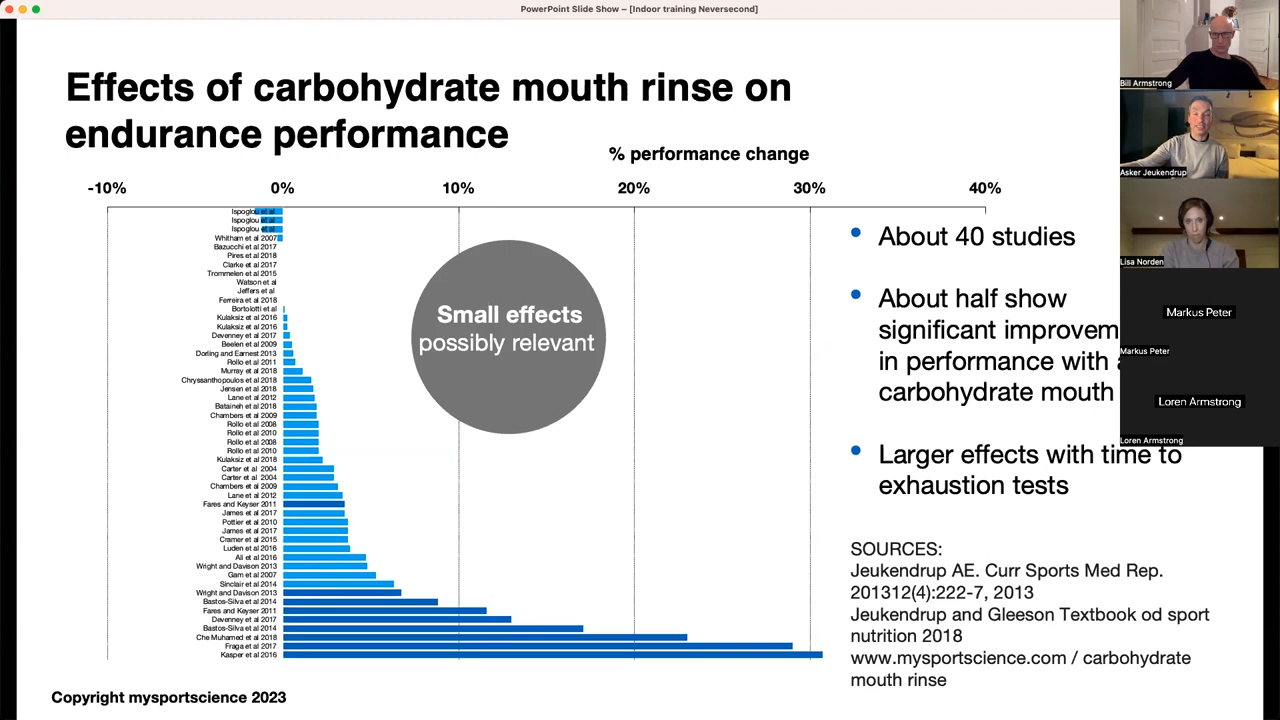 PowerPoint Slide Show – [Indoor training Neversecond]
Effects of carbohydrate mouth rinse on
endurance performance
% performance change
-10%
0%
10%
20%
30%
40%
Ispoglou et al
Ispoglou et al
Ispoglou et al
Whitham et al 2007
Bazucchi et 2017
Pires et al 2018
Clarke et al 2017
Trommelen et al 2015
Watson et al
Jeffers et al
Ferreira et al 2018
Bortolotti et al
Kulaksiz et al 2016
Kulaksiz et al 2016
Devenney et al 2017
Beelen et al 2009
Dorling and Earnest 2013
Rollo et al 2011
Murray et al 2018
Chryssanthopoulos et al 2018
Jensen et al 2018
Lane et al 2012
Bataineh et al 2018
Chambers et al 2009
Rollo et al 2008
Rollo et al 2010
Rollo et al 2008
Rollo et al 2010
Kulaksiz et al 2018
Carter et al 2004
Carter et al 2004
Chambers et al 2009
Lane et al 2012
Fares and Keyser 2011
James et al 2017
Pottier et al 2010
James et al 2017
Cramer et al 2015
Luden et al 2016
Ali et al 2016
Wright and Davison 2013
Gam et al 2007
Sinclair et al 2014
Wright and Davison 2013
Bastos-Silva et al 2014
Fares and Keyser 2011
Devenney et al 2017
Bastos-Silva et al 2014
Che Muhamed et al 2018
Fraga et al 2017
Kasper et al 2016
Small effects
possibly relevant
• About 40 studies
• About half show
significant improvem
in performance with a
carbohydrate mouth
• Larger effects with time to
exhaustion tests
SOURCES:
Jeukendrup AE. Curr Sports Med Rep.
201312(4):222-7, 2013
Jeukendrup and Gleeson Textbook od sport
nutrition 2018
www.mysportscience.com / carbohydrate
mouth rinse
Copyright mysportscience 2023
Bill Armstrong
Asker Jeukendrup
Lisa Norden
Markus Peter
Markus Peter
Loren Armstrong
Loren Armstrong